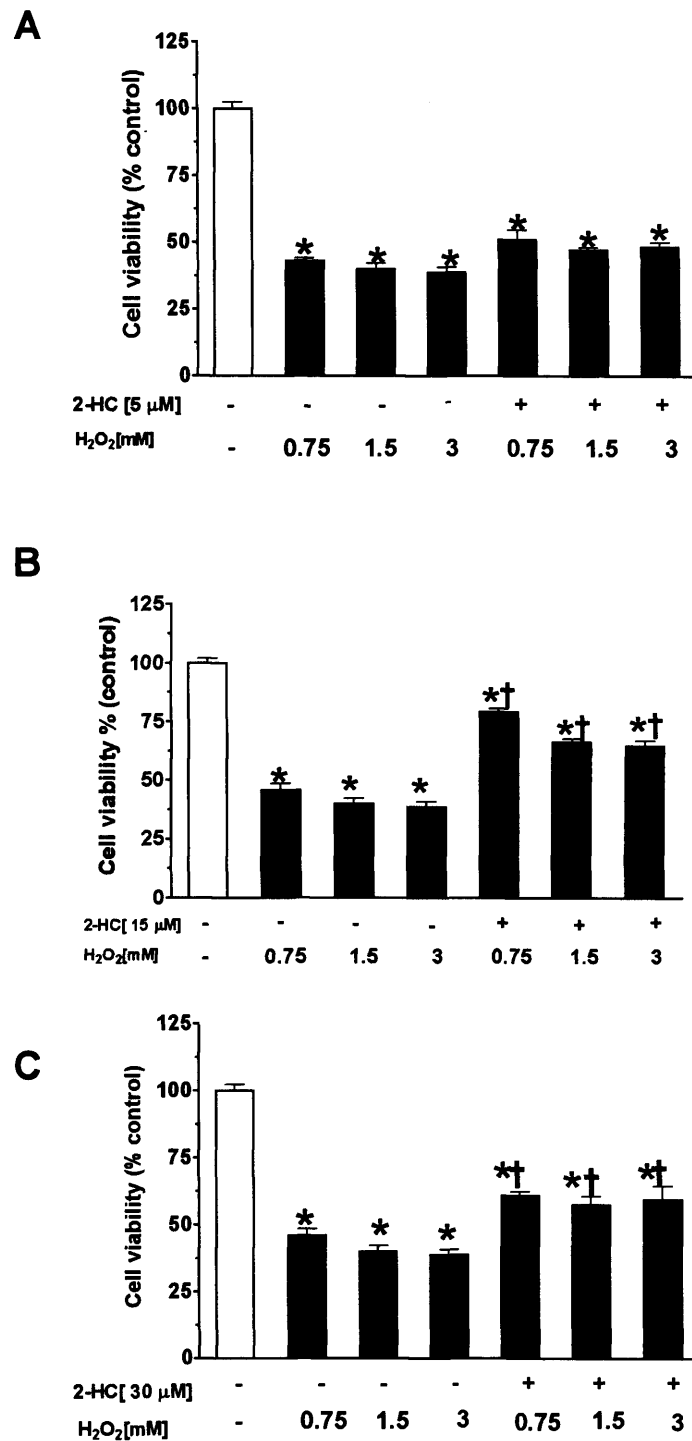 A
Cell viability (% control)
125
100
75
50
25
0
* * * * * *
2-HC [5 µM] - - - - + + +
H₂O₂[mM] - 0.75 1.5 3 0.75 1.5 3
B
Cell viability % (control)
125
100
75
50
25
0
* * * *† *† *†
2-HC[ 15 µM] - - - - + + +
H₂O₂[mM] - 0.75 1.5 3 0.75 1.5 3
C
Cell viability (% control)
125
100
75
50
25
0
* * * *† *† *†
2-HC[ 30 µM] - - - - + + +
H₂O₂[mM] - 0.75 1.5 3 0.75 1.5 3